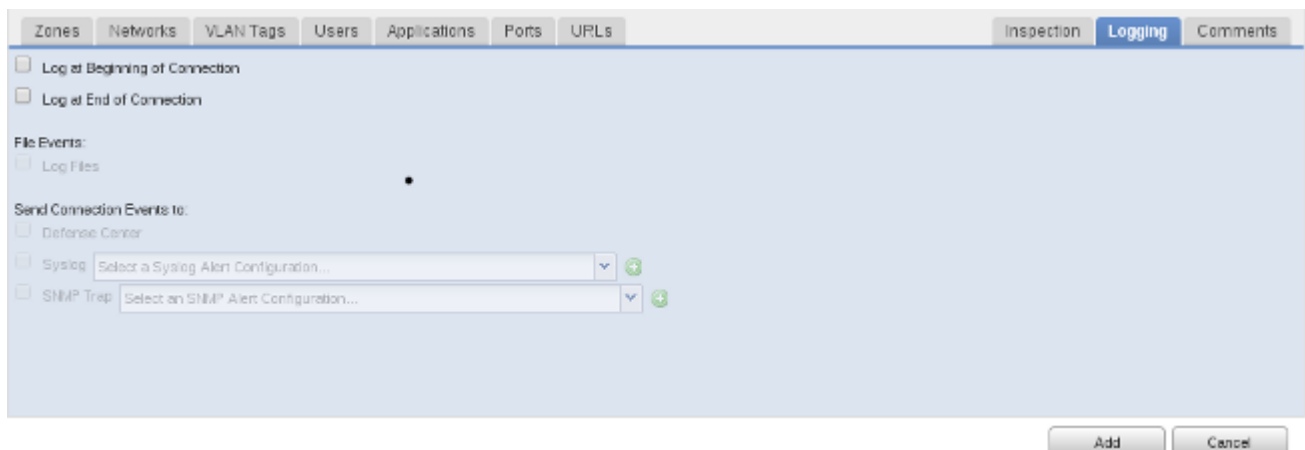 Zones Networks VLAN Tags Users Applications Ports URLs Inspection Logging Comments
Log at Beginning of Connection
Log at End of Connection
File Events:
Log Files
Send Connection Events to:
Defense Center
Syslog Select a Syslog Alert Configuration...
SNMP Trap Select an SNMP Alert Configuration...
Add Cancel